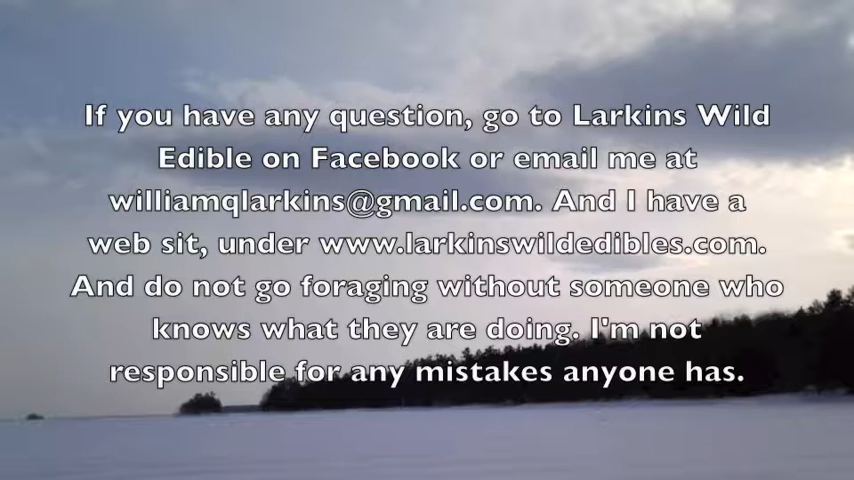 If you have any question, go to Larkins Wild
Edible on Facebook or email me at
williamqlarkins@gmail.com. And I have a
web sit, under www.larkinswildedibles.com.
And do not go foraging without someone who
knows what they are doing. I'm not
responsible for any mistakes anyone has.